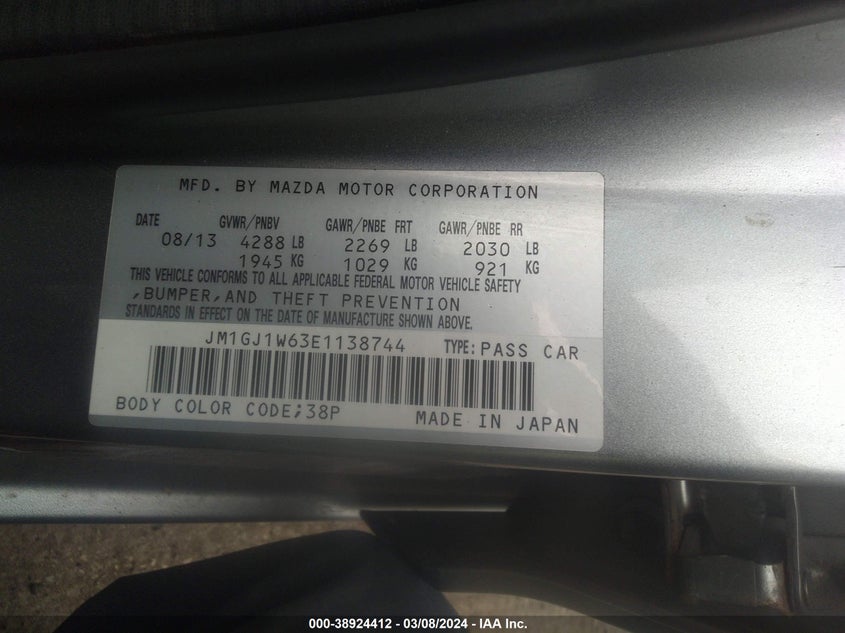 MFD. BY MAZDA MOTOR CORPORATION
DATE GVWR/PNBV GAWR/PNBE FRT GAWR/PNBE RR
08/13 4288 LB 2269 LB 2030 LB
1945 KG 1029 KG 921 KG
THIS VEHICLE CONFORMS TO ALL APPLICABLE FEDERAL MOTOR VEHICLE SAFETY
,BUMPER,AND THEFT PREVENTION
STANDARDS IN EFFECT ON THE DATE OF MANUFACTURE SHOWN ABOVE.
JM1GJ1W63E1138744 TYPE: PASS CAR
BODY COLOR CODE;38P MADE IN JAPAN
000-38924412 - 03/08/2024 - IAA Inc.